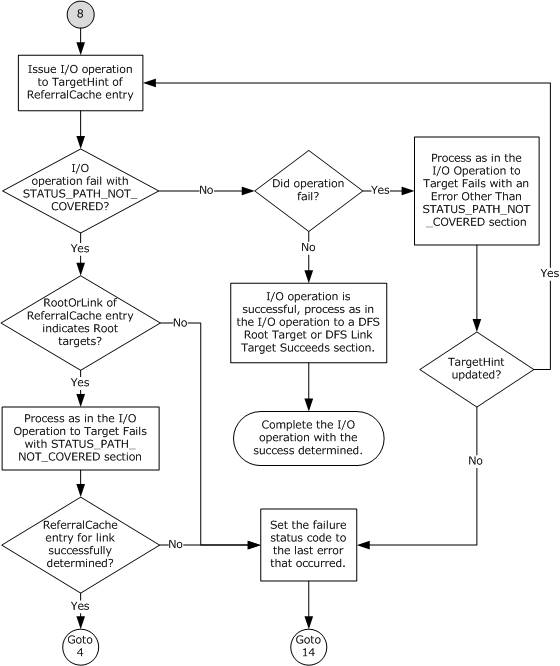 8
Issue I/O operation
to TargetHint of
ReferralCache entry
I/O
operation fail with
STATUS_PATH_NOT_
COVERED?
No
Did operation
fail?
Yes
Process as in the
I/O Operation to
Target Fails with an
Error Other Than
STATUS_PATH_NOT
_COVERED section
Yes
No
Yes
RootOrLink of
ReferralCache entry
indicates Root
targets?
No
I/O operation is
successful, process as in
the I/O operation to a DFS
Root Target or DFS Link
Target Succeeds section.
TargetHint
updated?
Yes
Process as in the I/O
Operation to Target Fails
with STATUS_PATH_
NOT_COVERED section
Complete the I/O
operation with the
success determined.
No
ReferralCache
entry for link
successfully
determined?
No
Set the failure
status code to
the last error
that occurred.
Yes
Goto
4
Goto
14